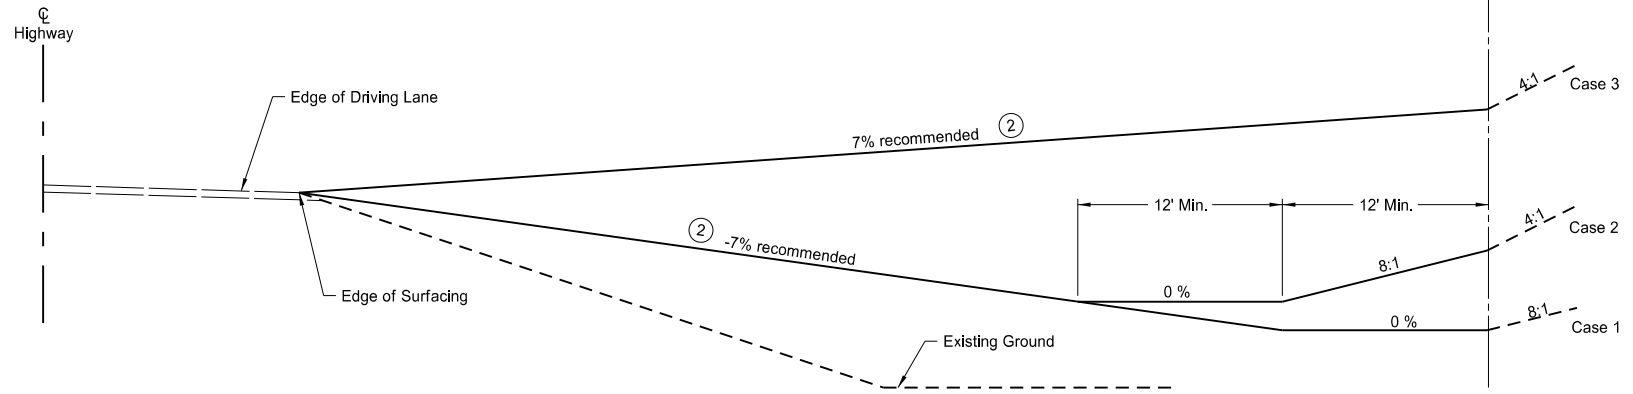 ℄
Highway
Edge of Driving Lane
7% recommended
2
4:1
Case 3
12' Min.
12' Min.
4:1
Case 2
2
-7% recommended
8:1
Edge of Surfacing
0 %
0 %
8:1
Case 1
Existing Ground